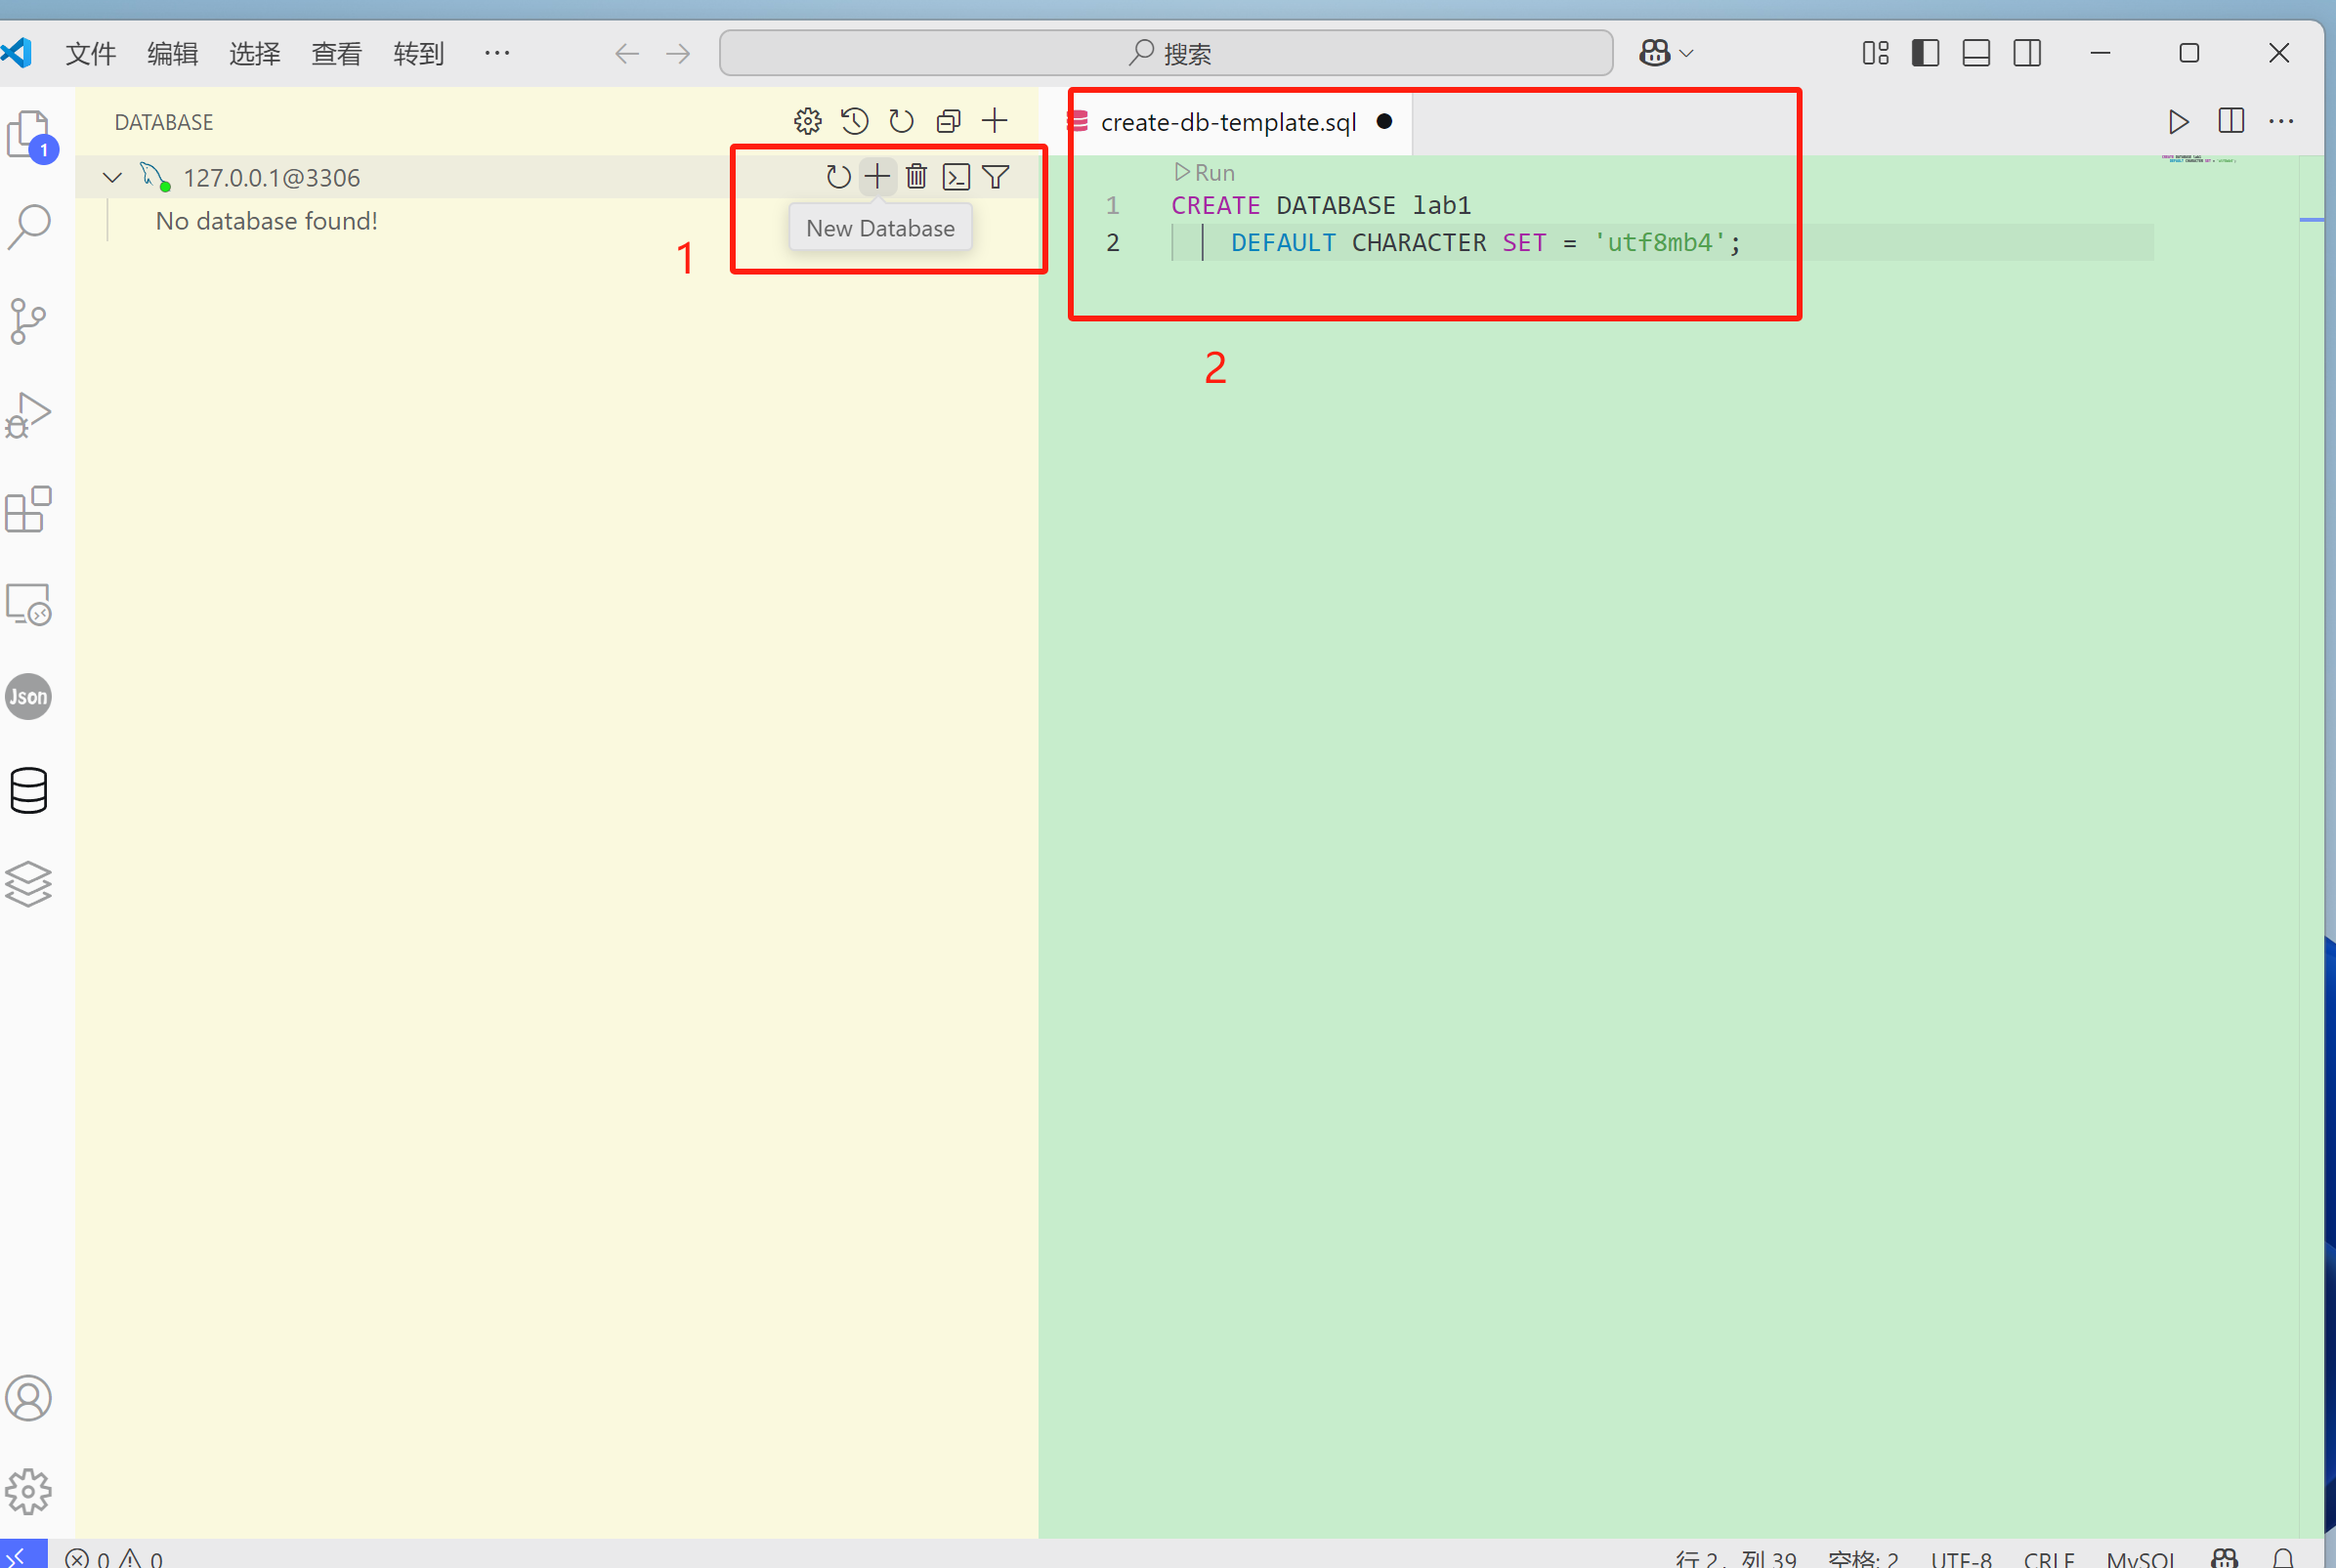 文件 编辑 选择 查看 转到 ··· 搜索
1
DATABASE
create-db-template.sql
127.0.0.1@3306
No database found!
New Database
1
Run
1 CREATE DATABASE lab1
2 DEFAULT CHARACTER SET = 'utf8mb4';
2
Json
0 0 行 2，列 39 空格: 2 UTF-8 CRLF MySQL